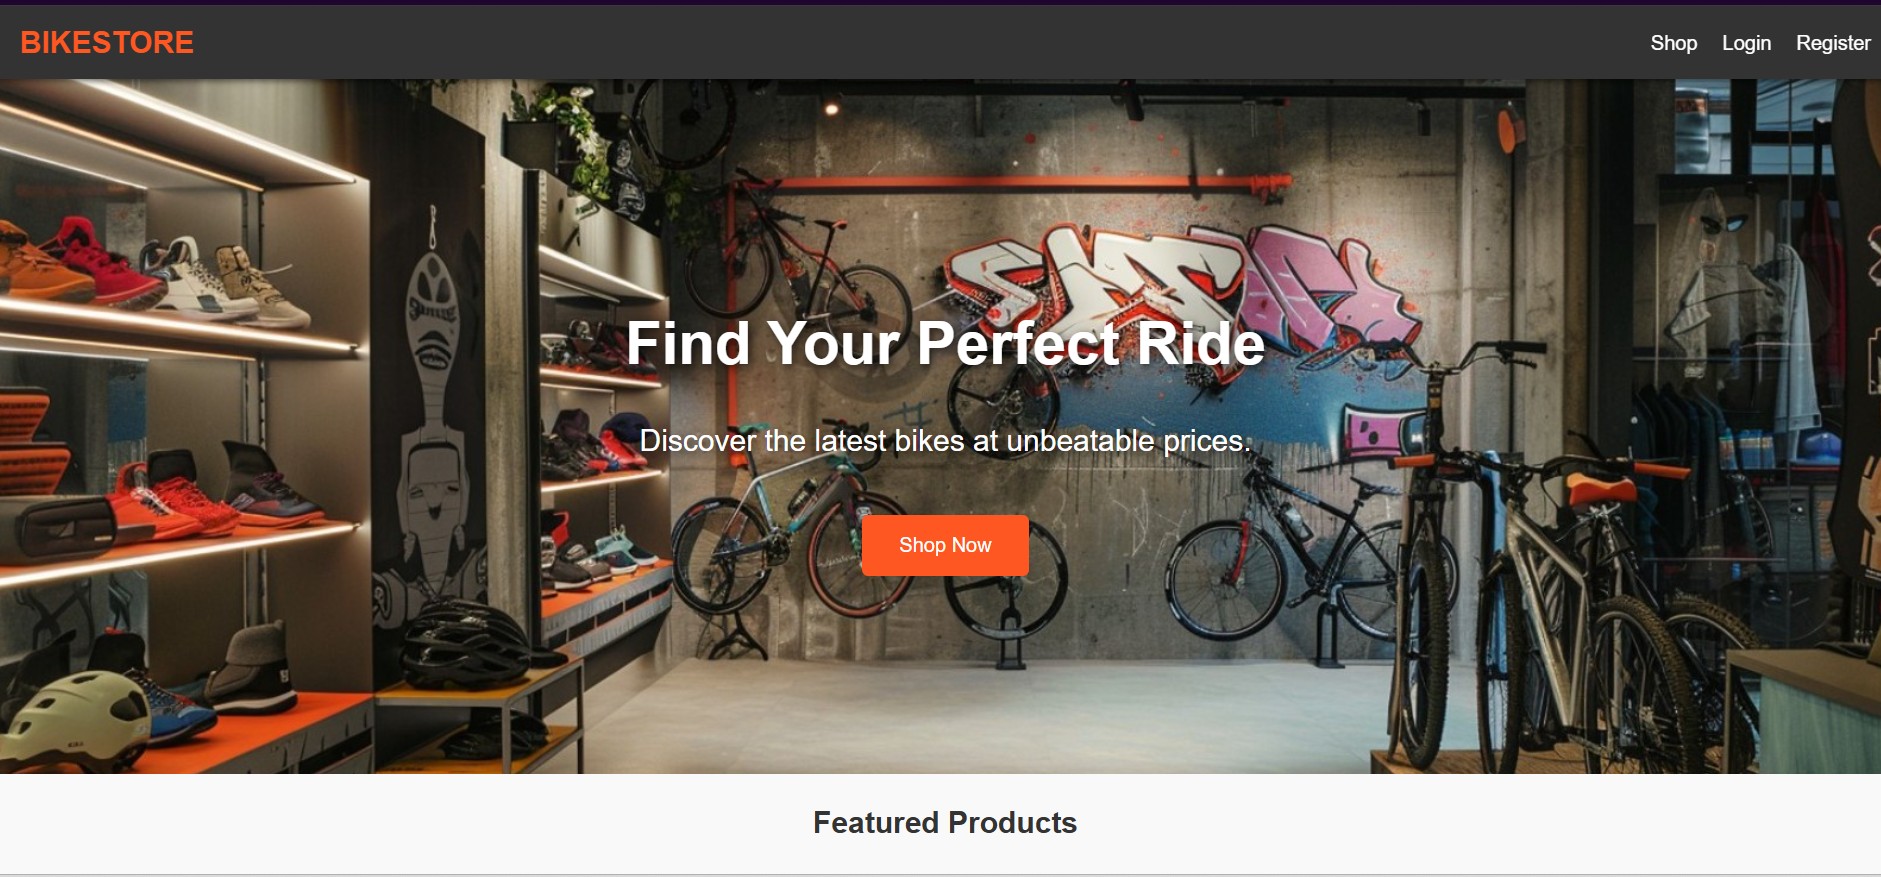 BIKESTORE
Shop Login Register
Find Your Perfect Ride
Discover the latest bikes at unbeatable prices.
Shop Now
Featured Products